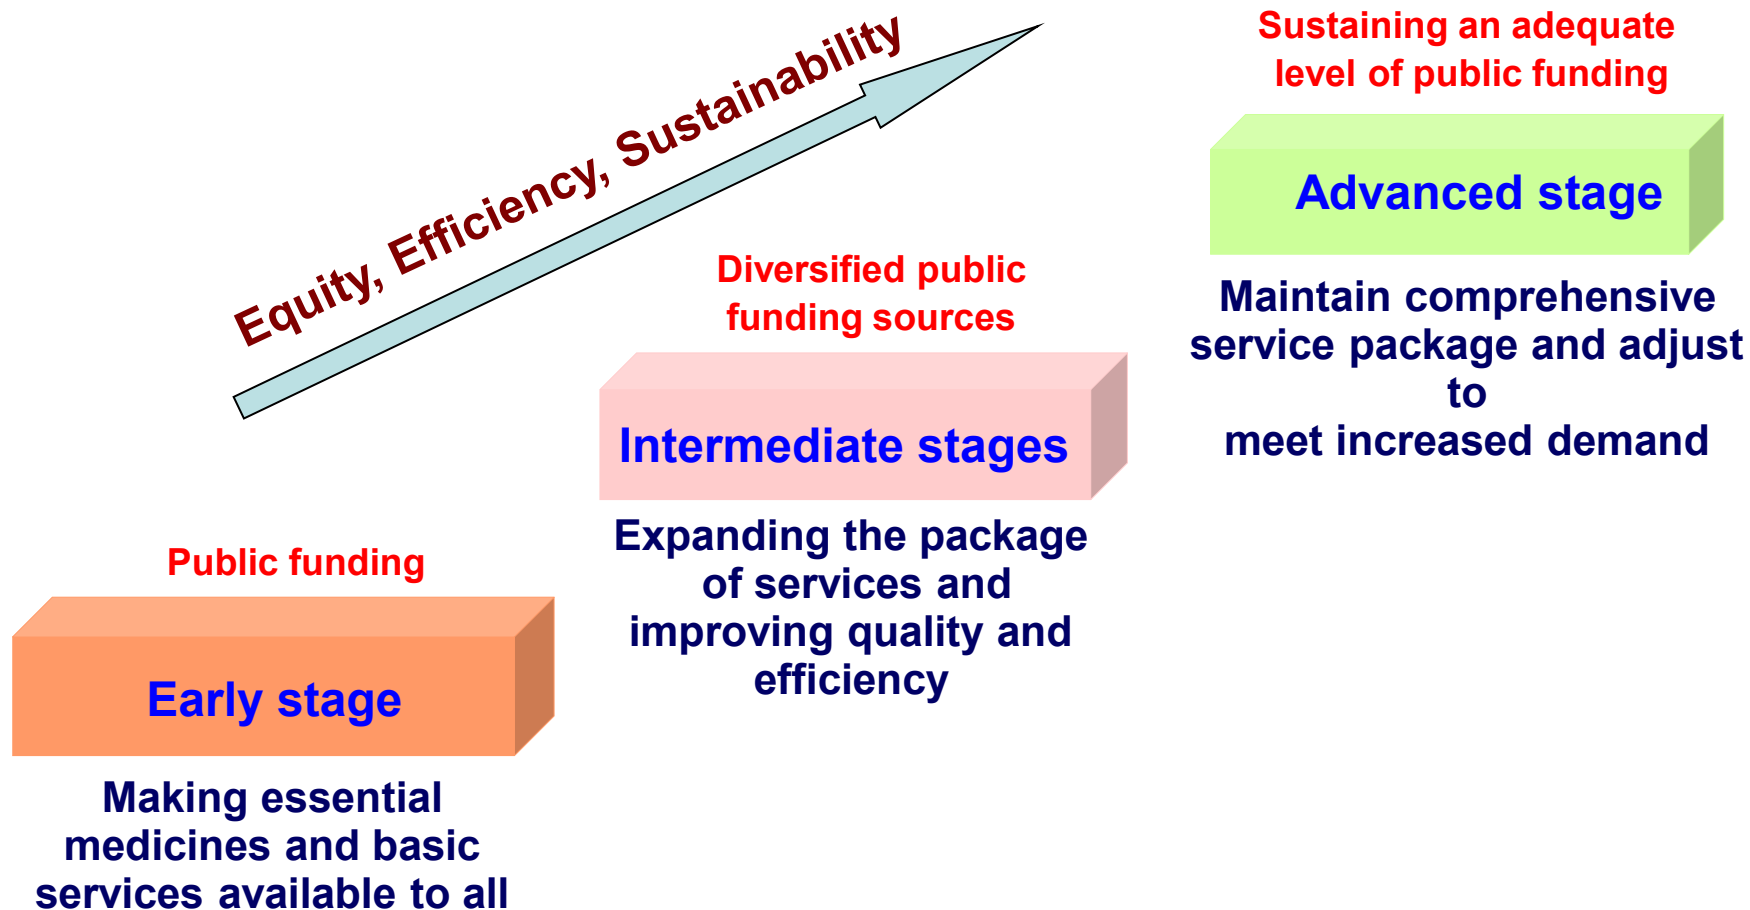 Equity, Efficiency, Sustainability
Sustaining an adequate
level of public funding
Advanced stage
Maintain comprehensive
service package and adjust
to
meet increased demand
Diversified public
funding sources
Intermediate stages
Expanding the package
of services and
improving quality and
efficiency
Public funding
Early stage
Making essential
medicines and basic
services available to all